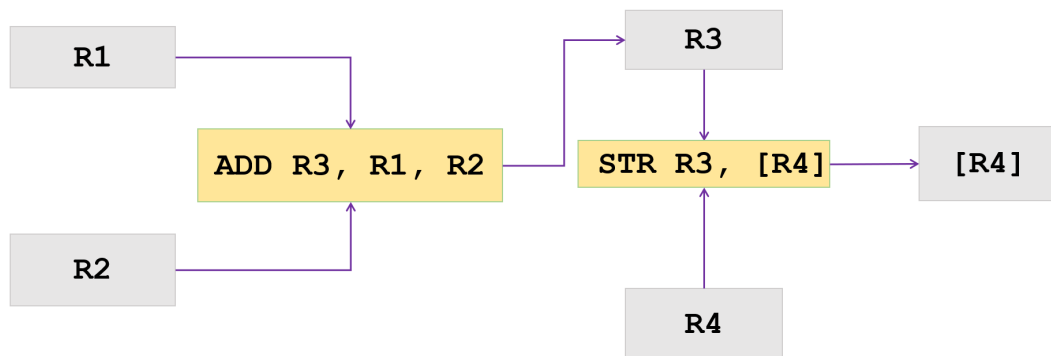 R1
R2
ADD R3, R1, R2
R3
STR R3, [R4]
R4
[R4]